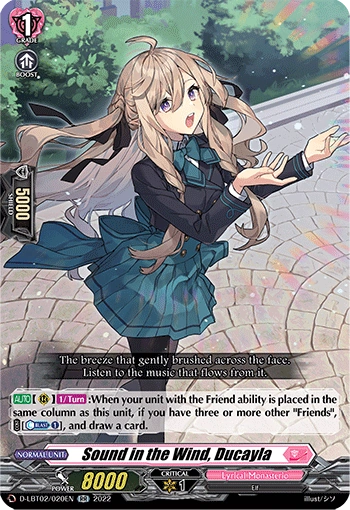 1
GRADE
BOOST
5000
SHIELD
The breeze that gently brushed across the face.
Listen to the music that flows from it.
AUTO 1/Turn :When your unit with the Friend ability is placed in the
same column as this unit, if you have three or more other "Friends",
[BLAST 1], and draw a card.
NORMAL UNIT
Sound in the Wind, Ducayla
Lyrical Monasterio
POWER 8000
CRITICAL 1
Elf
D-LBT02/020EN RR 2022
illust/シソ